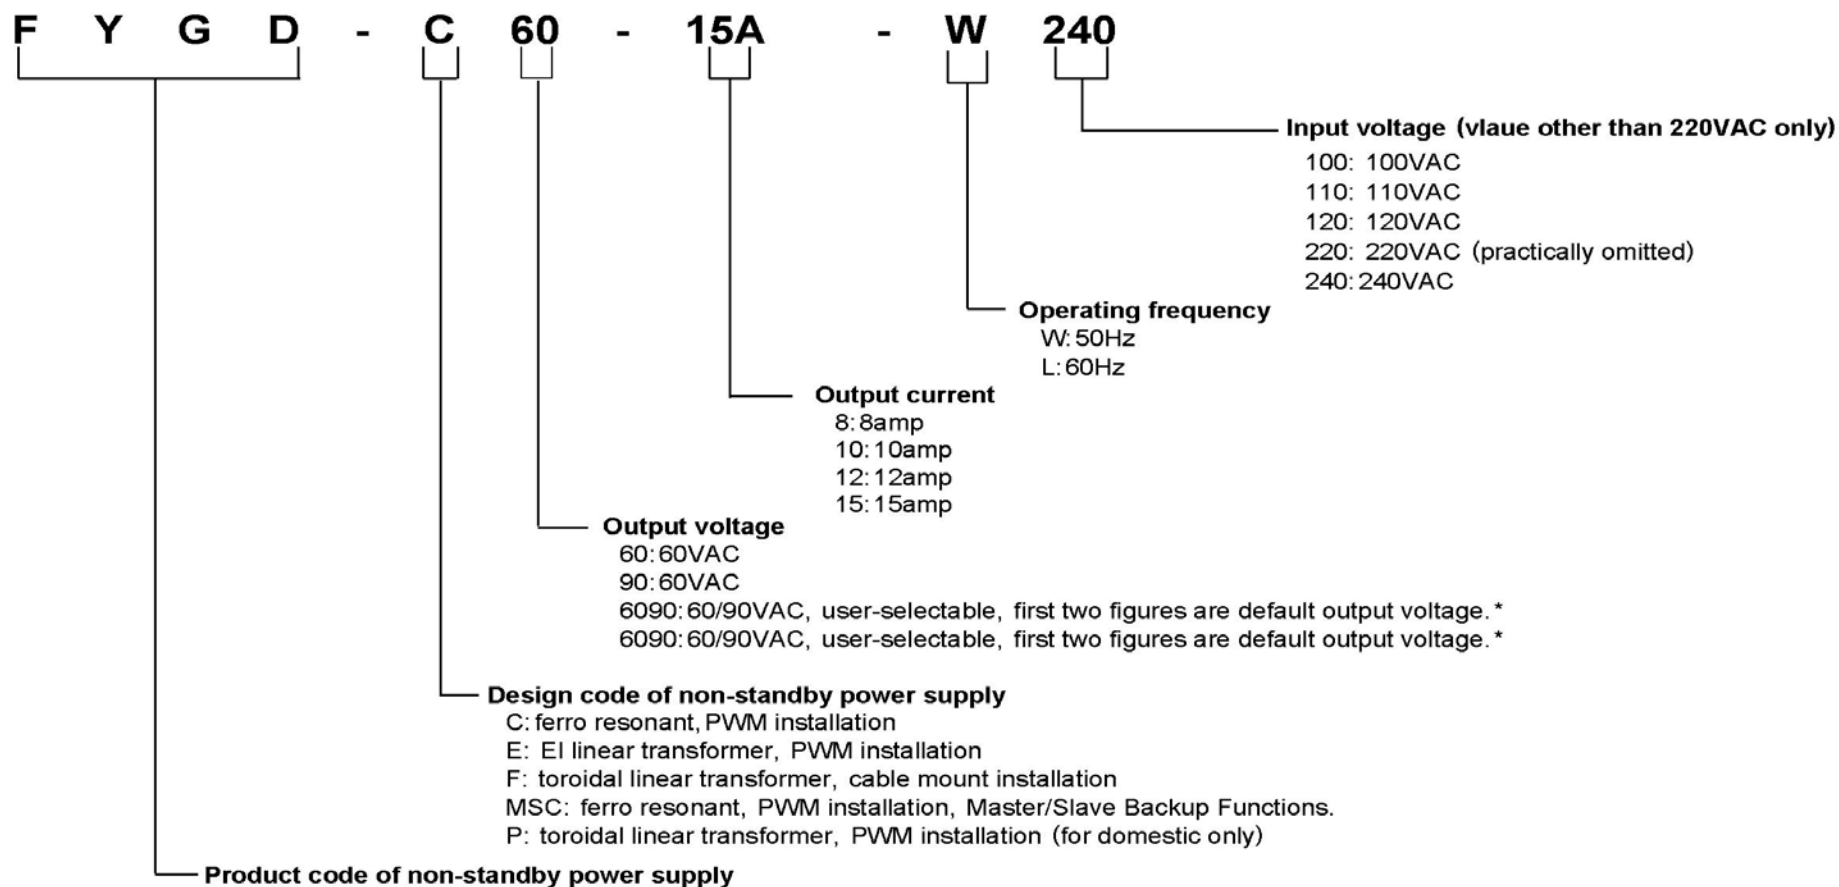 F Y G D - C 60 - 15A - W 240
Input voltage (vlaue other than 220VAC only)
100: 100VAC
110: 110VAC
120: 120VAC
220: 220VAC (practically omitted)
240:240VAC
Operating frequency
W:50Hz
L:60Hz
Output current
8:8amp
10:10amp
12:12amp
15:15amp
Output voltage
60:60VAC
90:60VAC
6090:60/90VAC, user-selectable, first two figures are default output voltage.*
6090:60/90VAC, user-selectable, first two figures are default output voltage.*
Design code of non-standby power supply
C:ferro resonant,PWM installation
E: EI linear transformer, PWM installation
F: toroidal linear transformer, cable mount installation
MSC: ferro resonant, PWM installation, Master/Slave Backup Functions.
P: toroidal linear transformer, PWM installation (for domestic only)
Product code of non-standby power supply